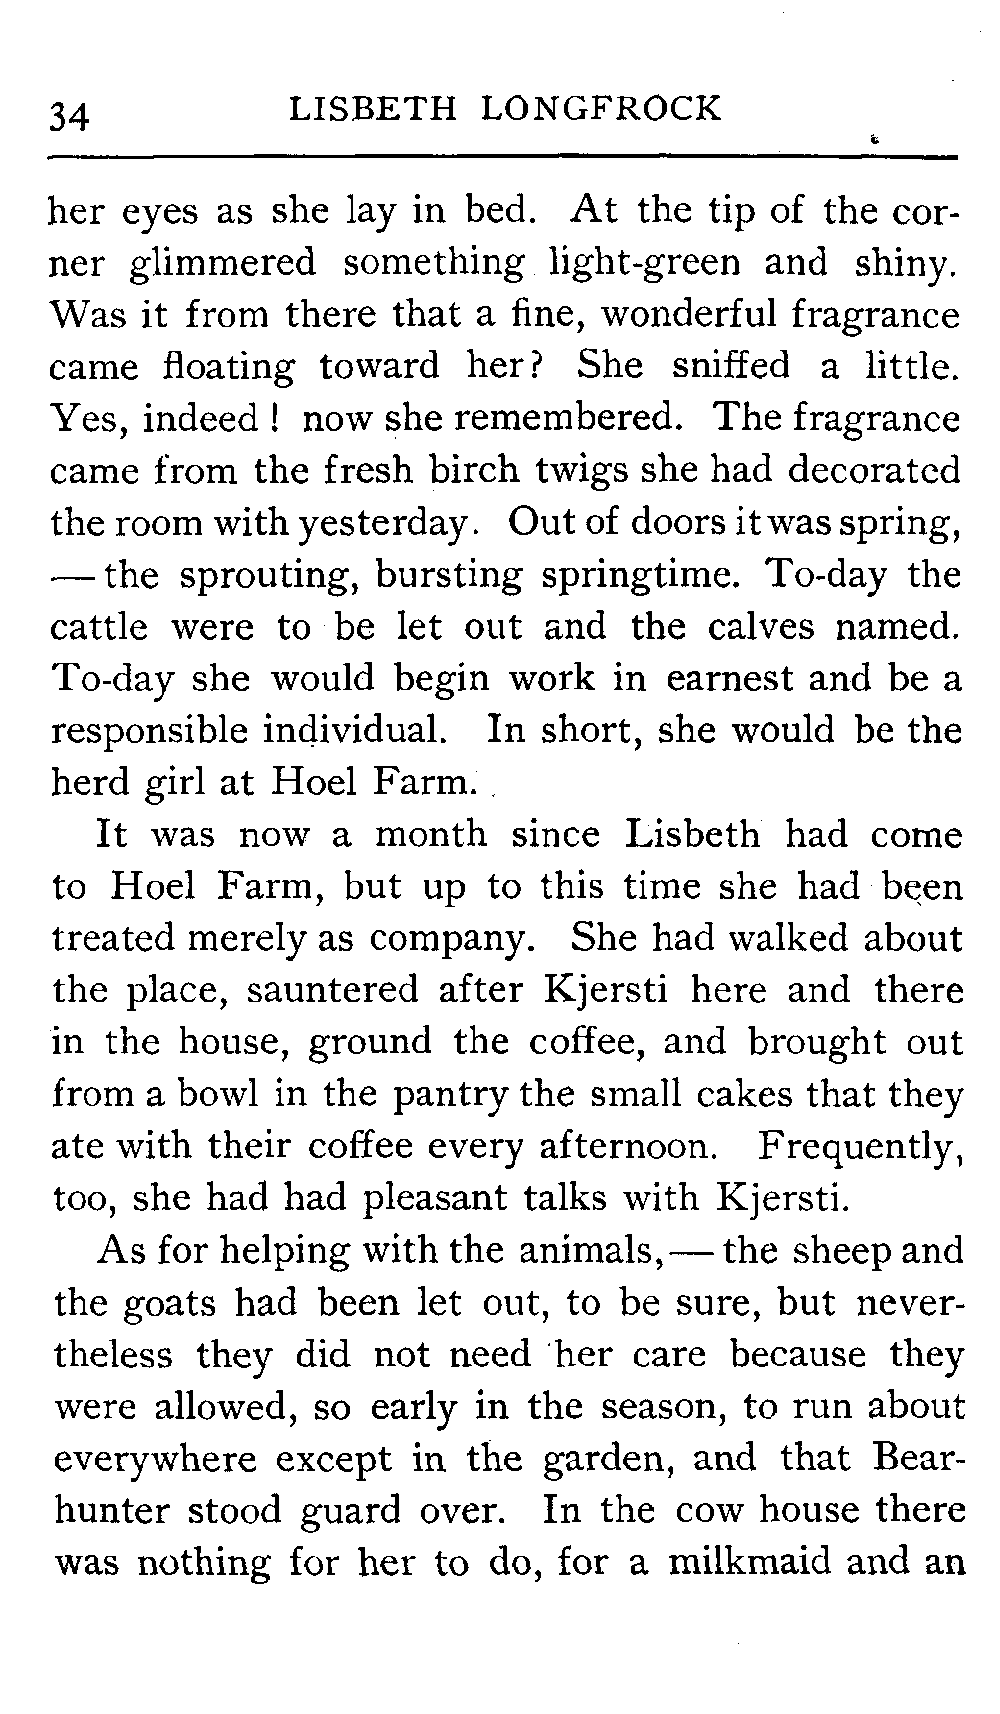 34 LISBETH LONGFROCK
her eyes as she lay in bed. At the tip of the cor-
ner glimmered something light-green and shiny.
Was it from there that a fine, wonderful fragrance
came floating toward her? She sniffed a little.
Yes, indeed! now she remembered. The fragrance
came from the fresh birch twigs she had decorated
the room with yesterday. Out of doors it was spring,
— the sprouting, bursting springtime. To-day the
cattle were to be let out and the calves named.
To-day she would begin work in earnest and be a
responsible individual. In short, she would be the
herd girl at Hoel Farm.
It was now a month since Lisbeth had come
to Hoel Farm, but up to this time she had been
treated merely as company. She had walked about
the place, sauntered after Kjersti here and there
in the house, ground the coffee, and brought out
from a bowl in the pantry the small cakes that they
ate with their coffee every afternoon. Frequently,
too, she had had pleasant talks with Kjersti.
As for helping with the animals,— the sheep and
the goats had been let out, to be sure, but never-
theless they did not need her care because they
were allowed, so early in the season, to run about
everywhere except in the garden, and that Bear-
hunter stood guard over. In the cow house there
was nothing for her to do, for a milkmaid and an